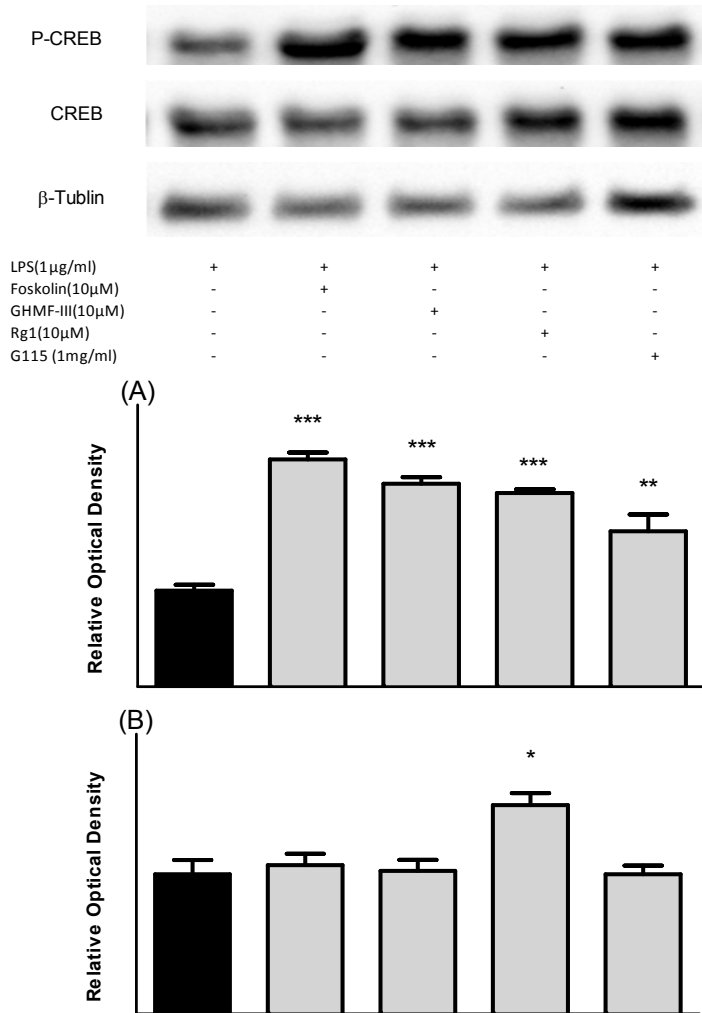 P-CREB
CREB
β-Tublin
LPS(1µg/ml) + + + + +
Foskolin(10µM) - + - - -
GHMF-III(10µM) - - + - -
Rg1(10µM) - - - + -
G115 (1mg/ml) - - - - +
(A)
*** *** *** **
Relative Optical Density
(B)
*
Relative Optical Density